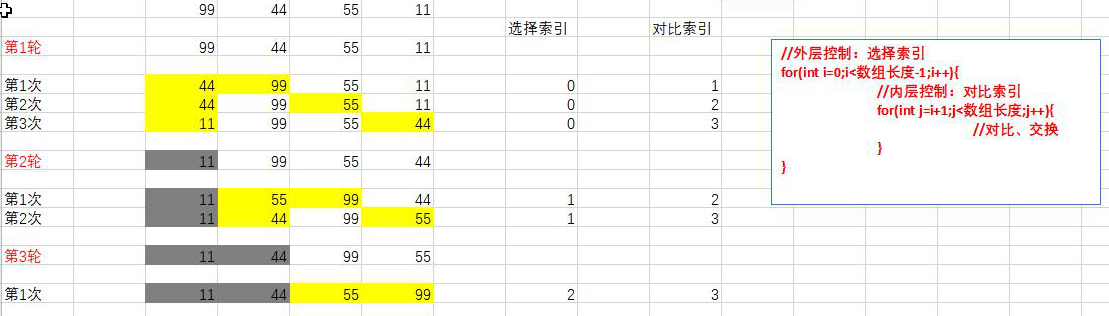 99 44 55 11
选择索引 对比索引
第1轮 99 44 55 11
第1次 44 99 55 11 0 1
第2次 44 99 55 11 0 2
第3次 11 99 55 44 0 3
第2轮 11 99 55 44
第1次 11 55 99 44 1 2
第2次 11 44 99 55 1 3
第3轮 11 44 99 55
第1次 11 44 55 99 2 3
//外层控制：选择索引
for(int i=0;i<数组长度-1;i++){
//内层控制：对比索引
for(int j=i+1;j<数组长度;j++){
//对比、交换
}
}